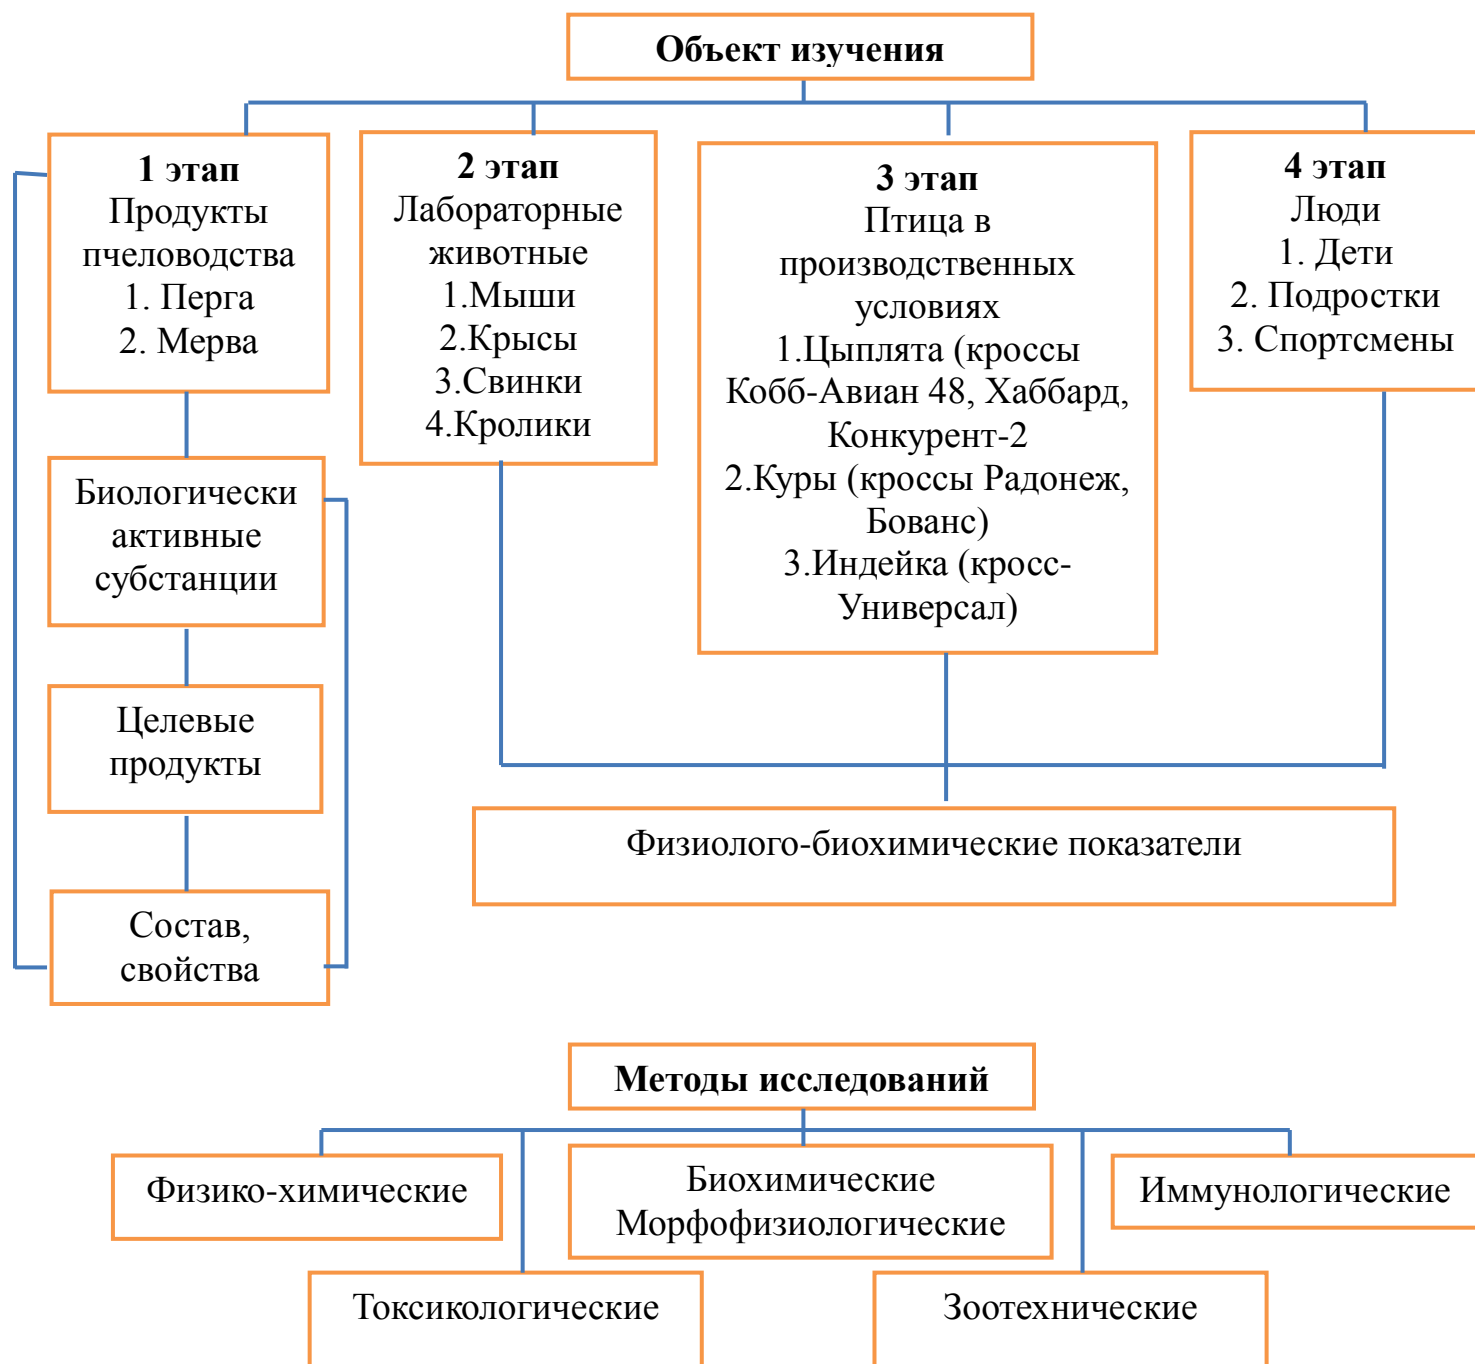 Объект изучения
1 этап
Продукты
пчеловодства
1. Перга
2. Мерва
2 этап
Лабораторные
животные
1.Мыши
2.Крысы
3.Свинки
4.Кролики
3 этап
Птица в
производственных
условиях
1.Цыплята (кроссы
Кобб-Авиан 48, Хаббард,
Конкурент-2
2.Куры (кроссы Радонеж,
Бованс)
3.Индейка (кросс-
Универсал)
4 этап
Люди
1. Дети
2. Подростки
3. Спортсмены
Биологически
активные
субстанции
Целевые
продукты
Состав,
свойства
Физиолого-биохимические показатели
Методы исследований
Физико-химические
Биохимические
Морфофизиологические
Иммунологические
Токсикологические
Зоотехнические